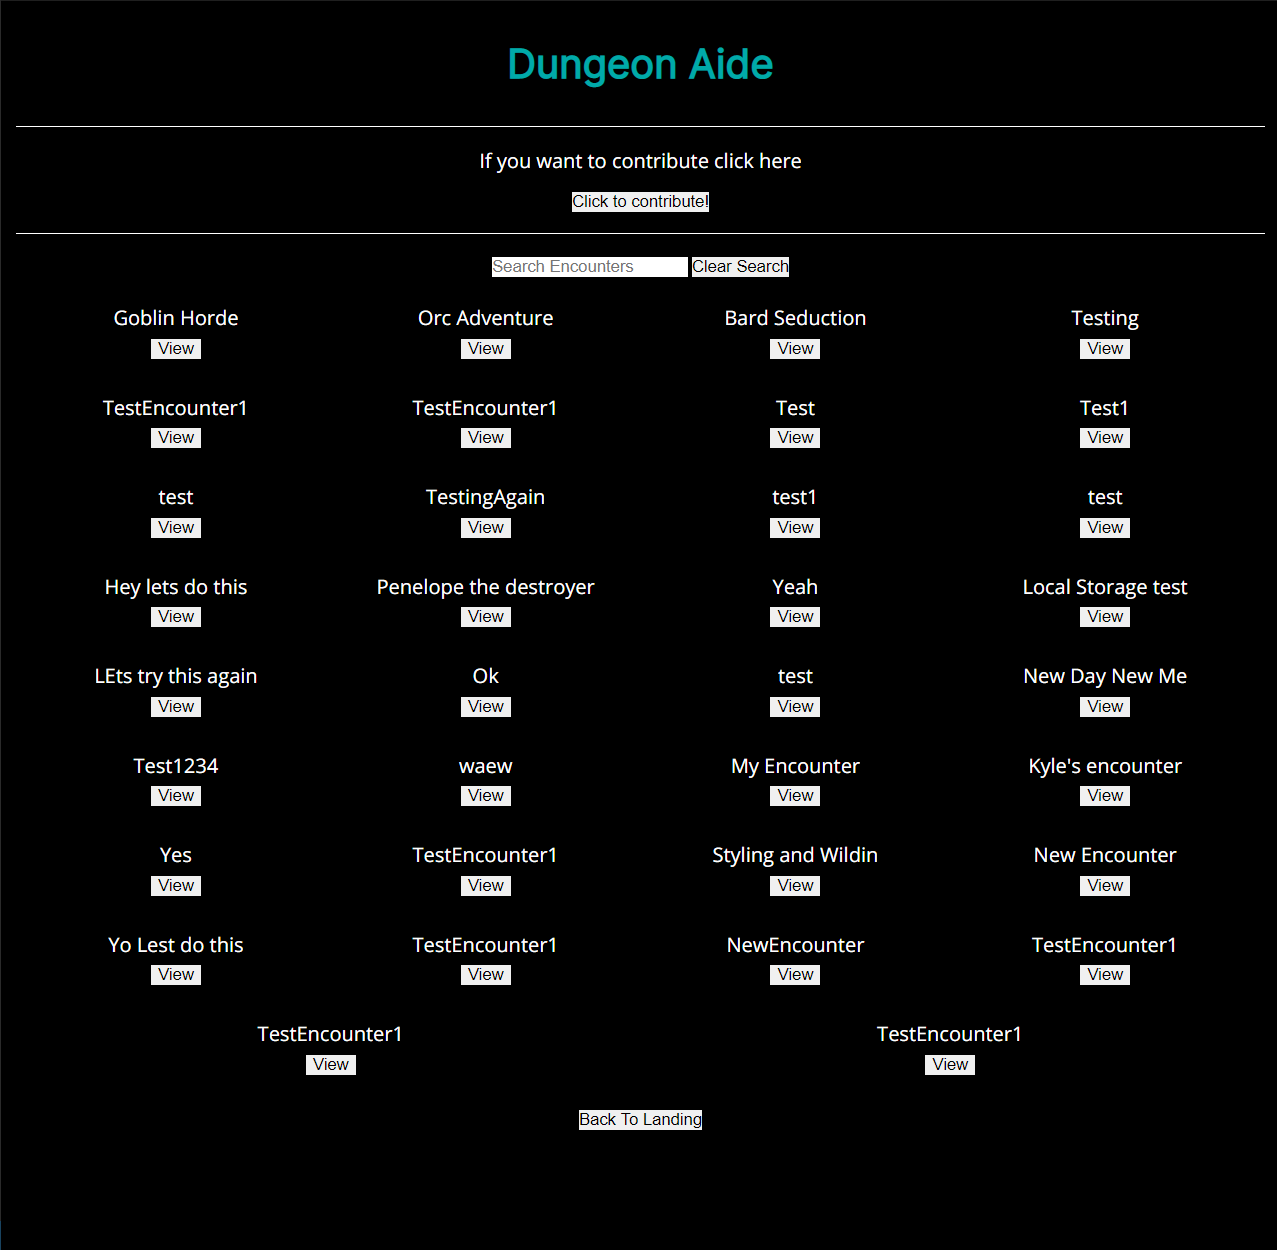 Dungeon Aide
If you want to contribute click here
Click to contribute!
Search Encounters Clear Search
Goblin Horde Orc Adventure Bard Seduction Testing
View View View View
TestEncounter1 TestEncounter1 Test Test1
View View View View
test TestingAgain test1 test
View View View View
Hey lets do this Penelope the destroyer Yeah Local Storage test
View View View View
LEts try this again Ok test New Day New Me
View View View View
Test1234 waew My Encounter Kyle's encounter
View View View View
Yes TestEncounter1 Styling and Wildin New Encounter
View View View View
Yo Lest do this TestEncounter1 NewEncounter TestEncounter1
View View View View
TestEncounter1 TestEncounter1
View View
Back To Landing